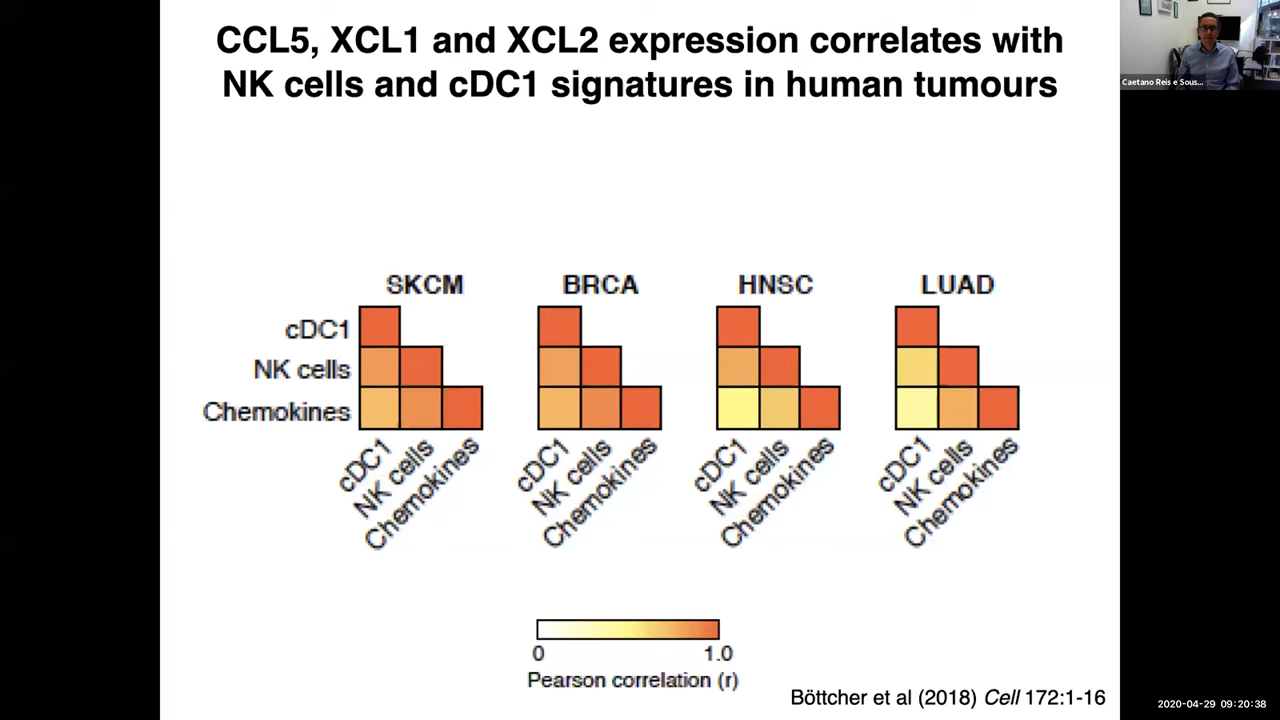 CCL5, XCL1 and XCL2 expression correlates with
NK cells and cDC1 signatures in human tumours
Caetano Reis e Sous...
SKCM
BRCA
HNSC
LUAD
cDC1
NK cells
Chemokines
cDC1
NK cells
Chemokines
cDC1
NK cells
Chemokines
cDC1
NK cells
Chemokines
cDC1
NK cells
Chemokines
0
1.0
Pearson correlation (r)
Böttcher et al (2018) Cell 172:1-16
2020-04-29 09:20:38